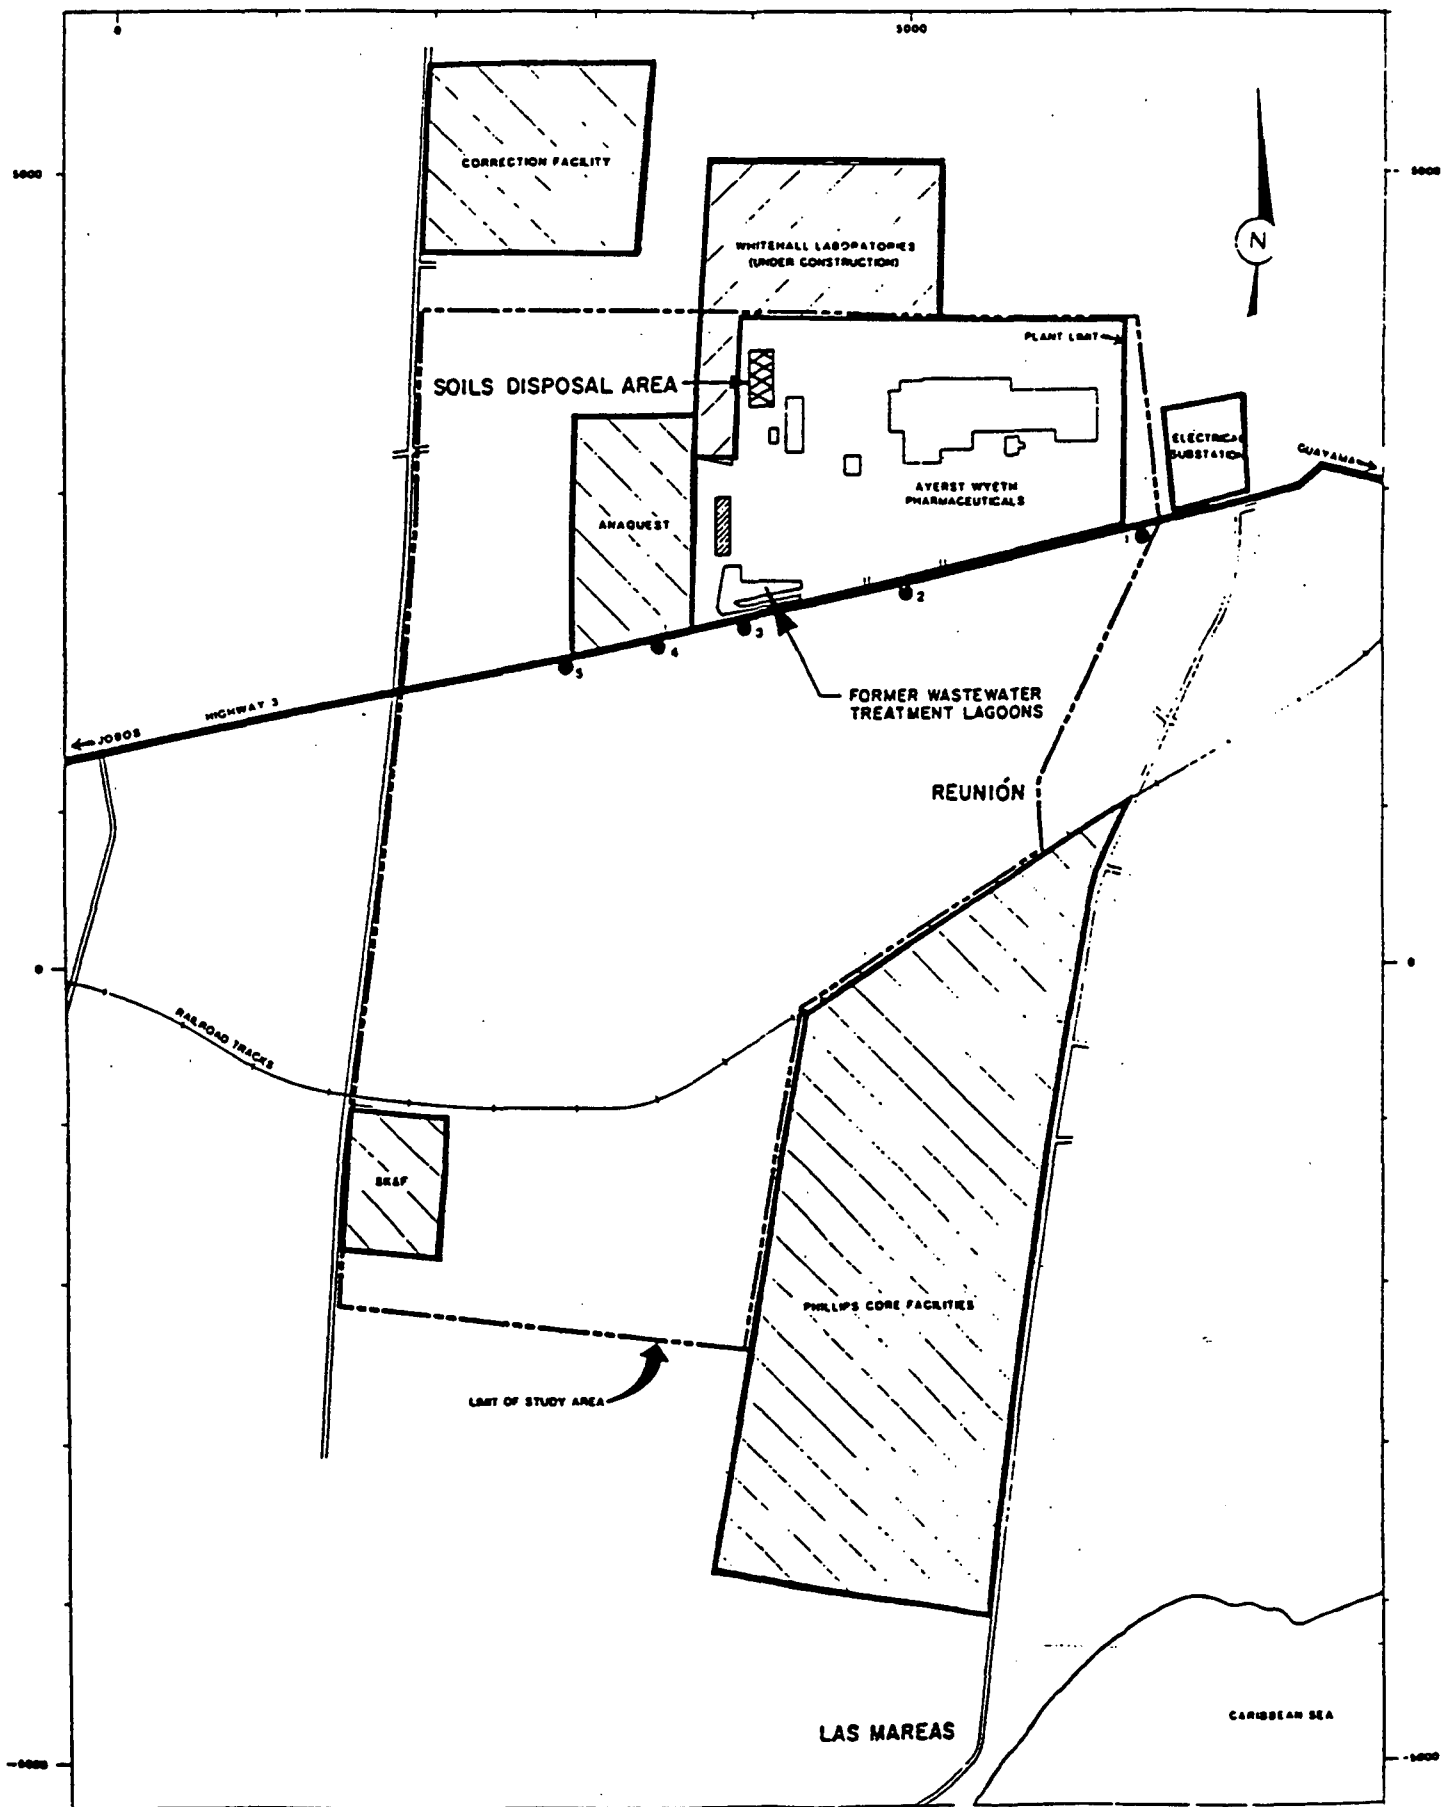 0 5000
CORRECTION FACILITY
5000 5000
WHITEHALL LABORATORIES
(UNDER CONSTRUCTION)
N
PLANT LIMIT
SOILS DISPOSAL AREA
ELECTRICAL
SUBSTATION
GUAYAMA
AYERST WYETH
PHARMACEUTICALS
ANAQUEST
1
2
3
4
5
FORMER WASTEWATER
TREATMENT LAGOONS
HIGHWAY 3
JOBOS
REUNIÓN
0 0
RAILROAD TRACKS
SK&F
PHILLIPS CORE FACILITIES
LIMIT OF STUDY AREA
CARIBBEAN SEA
LAS MAREAS
-5000 -5000